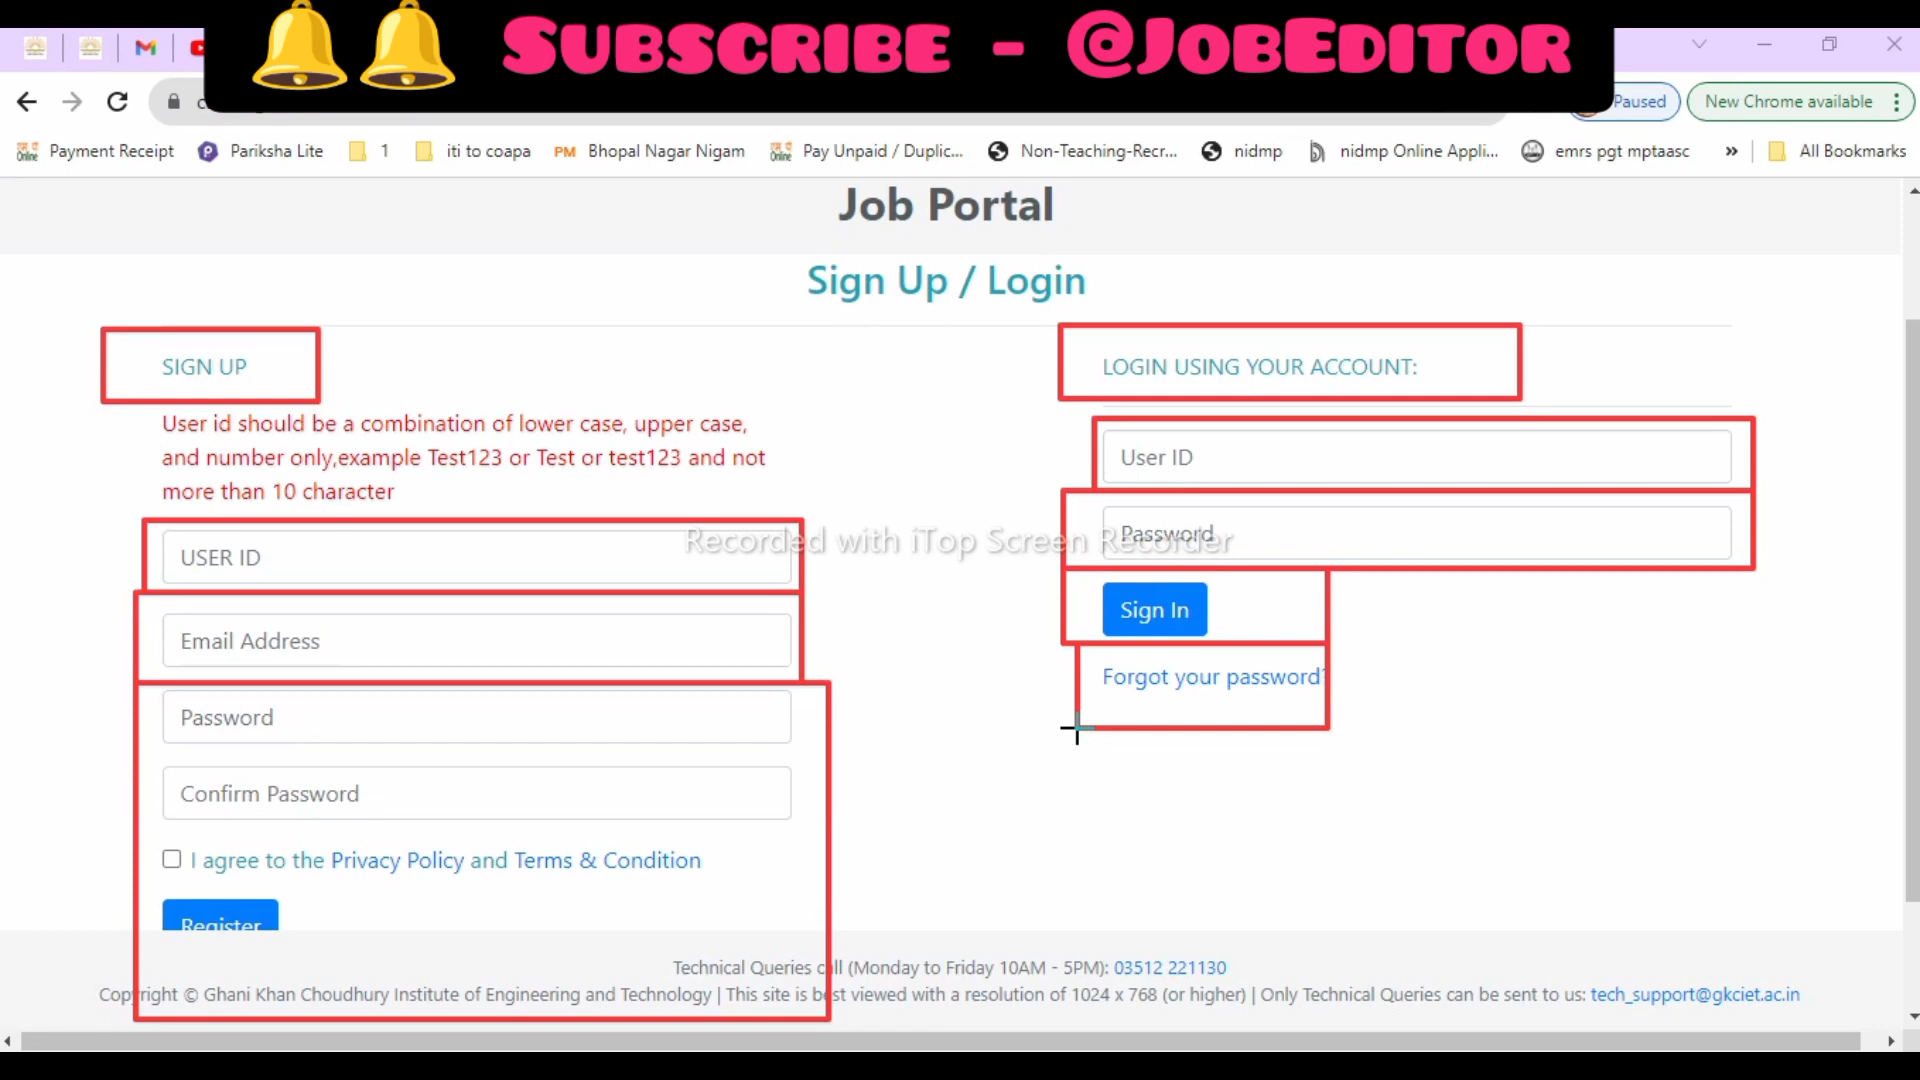 SUBSCRIBE - @JOBEDITOR
Paused
New Chrome available
Payment Receipt
Pariksha Lite
1
iti to coapa
PM Bhopal Nagar Nigam
Pay Unpaid / Duplic...
Non-Teaching-Recr...
nidmp
nidmp Online Appli...
emrs pgt mptaasc
»
All Bookmarks
Job Portal
Sign Up / Login
SIGN UP
User id should be a combination of lower case, upper case,
and number only,example Test123 or Test or test123 and not
more than 10 character
USER ID
Email Address
Password
Confirm Password
I agree to the Privacy Policy and Terms & Condition
Register
LOGIN USING YOUR ACCOUNT:
User ID
Password
Sign In
Forgot your password?
Recorded with iTop Screen Recorder
Technical Queries call (Monday to Friday 10AM - 5PM): 03512 221130
Copyright © Ghani Khan Choudhury Institute of Engineering and Technology | This site is best viewed with a resolution of 1024 x 768 (or higher) | Only Technical Queries can be sent to us: tech_support@gkciet.ac.in